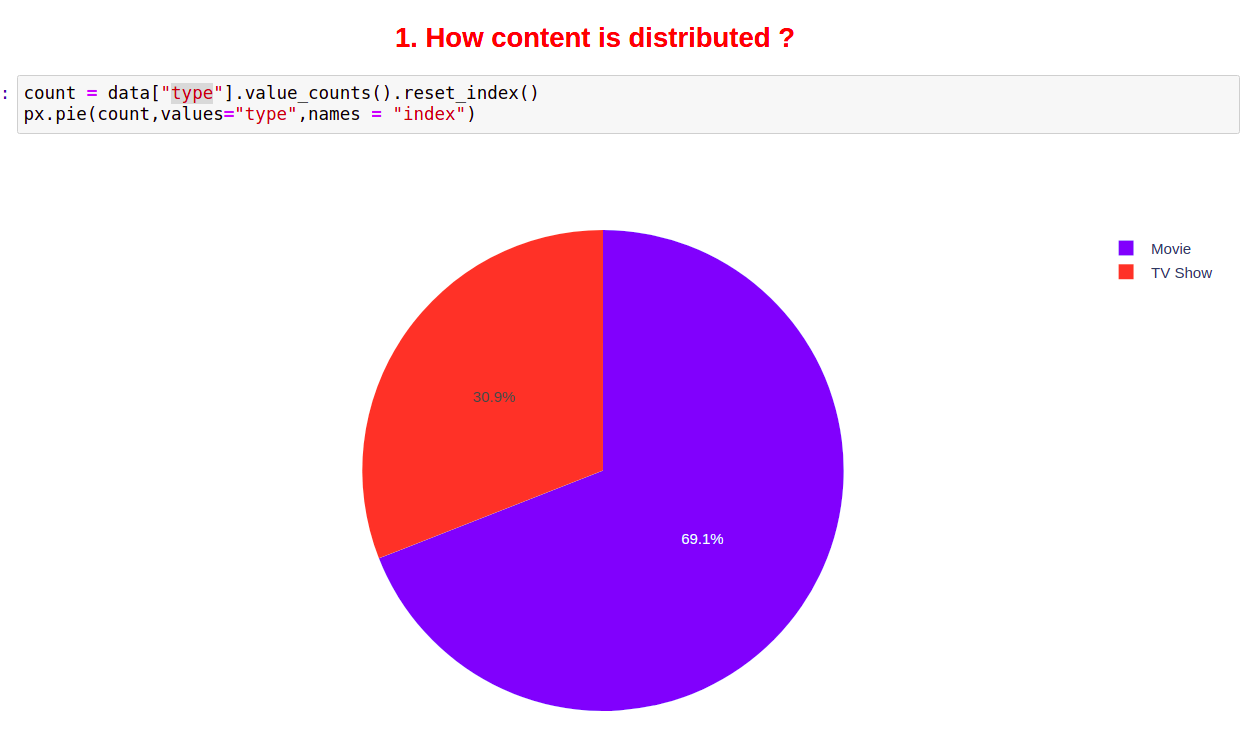 1. How content is distributed ?
: count = data["type"].value_counts().reset_index()
px.pie(count,values="type",names = "index")
Movie
TV Show
30.9%
69.1%